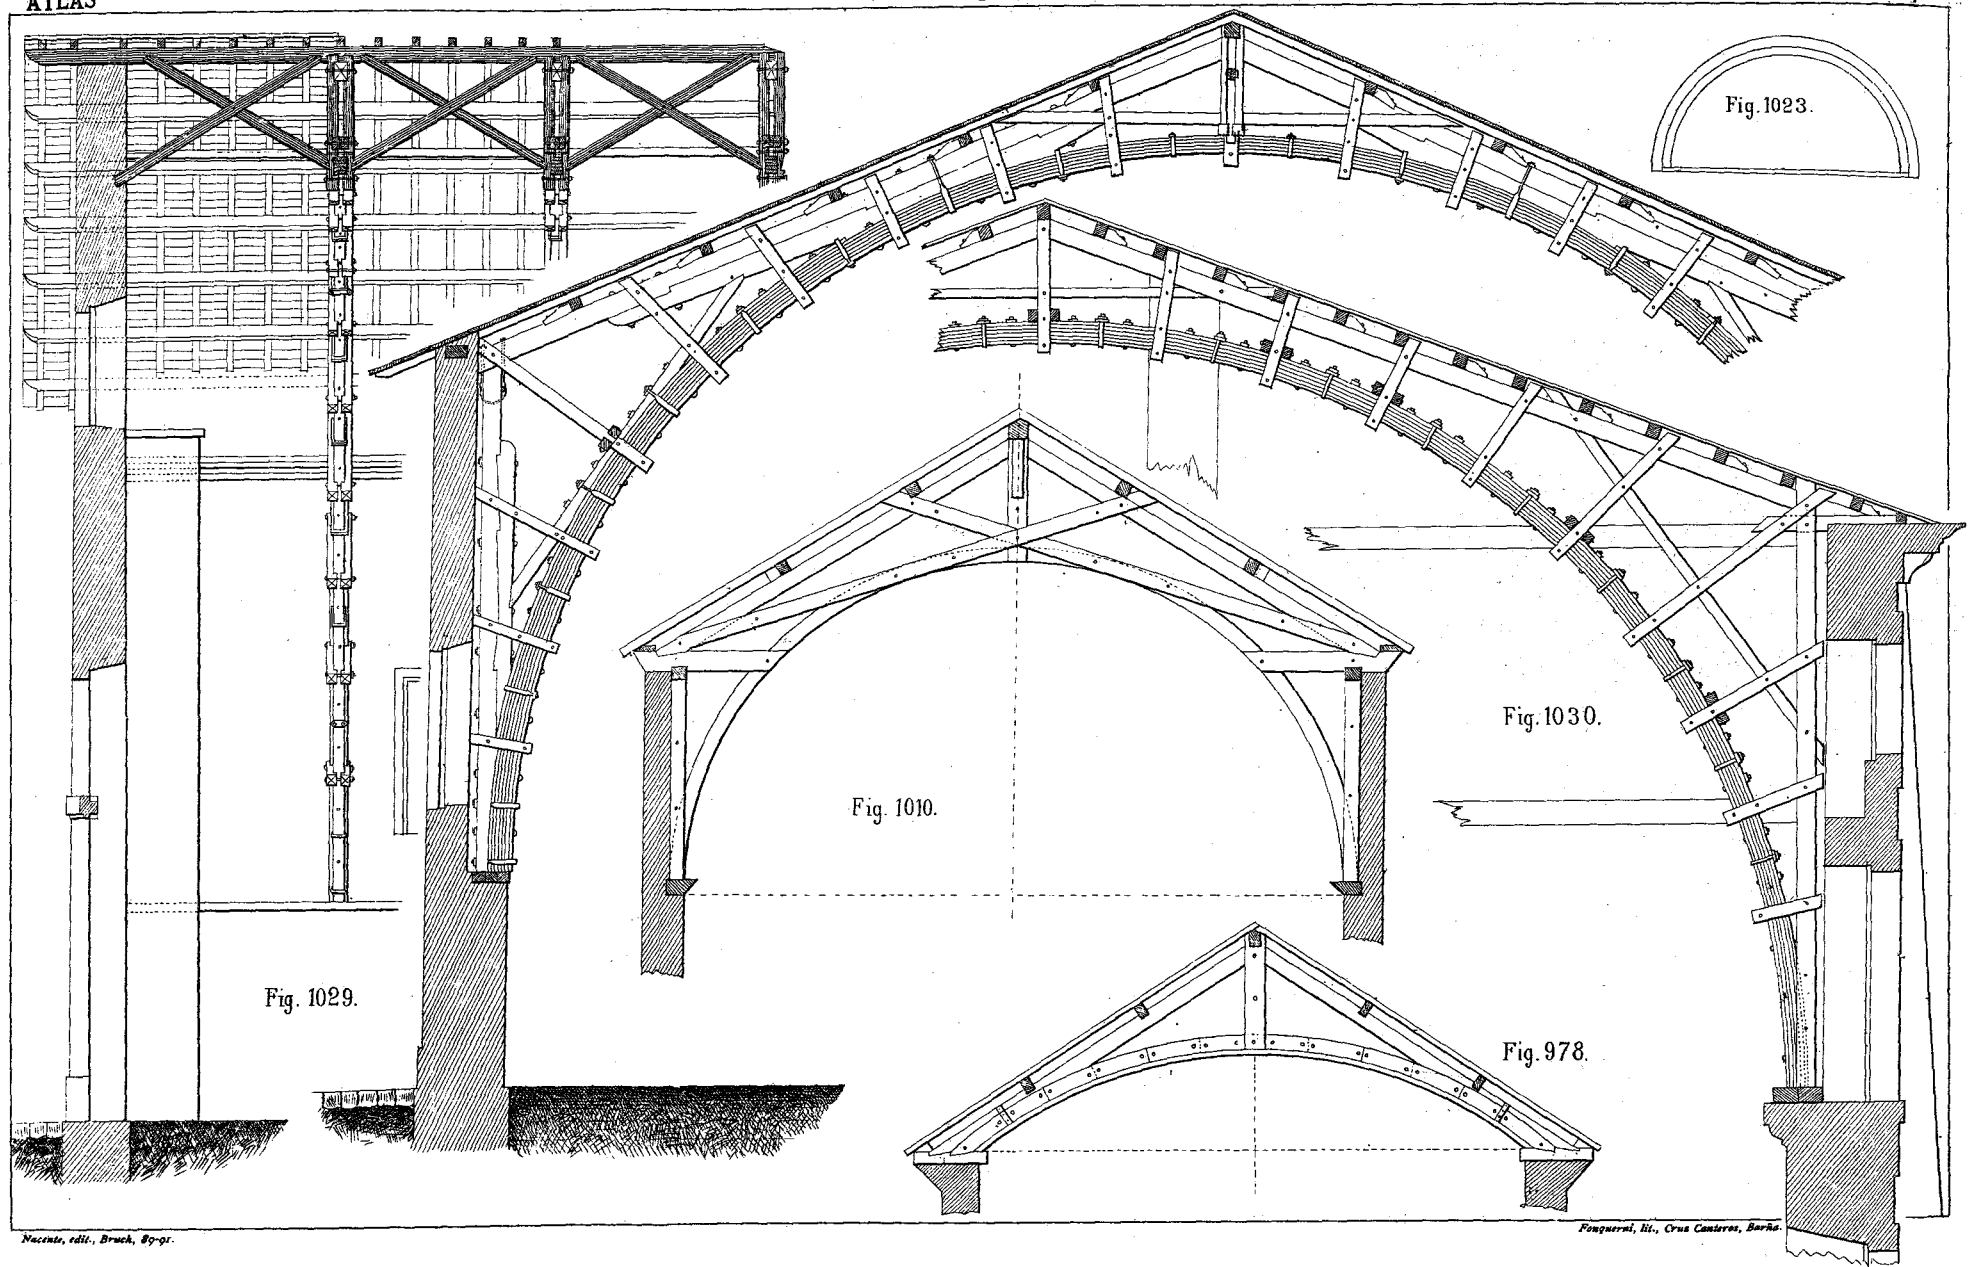 ATLAS
Fig. 1023.
Fig. 1030.
Fig. 1010.
Fig. 1029.
Fig. 978.
Nacente, edit., Bruch, 89-91.
Fonquerni, lit., Cruz Canteros, Barña.